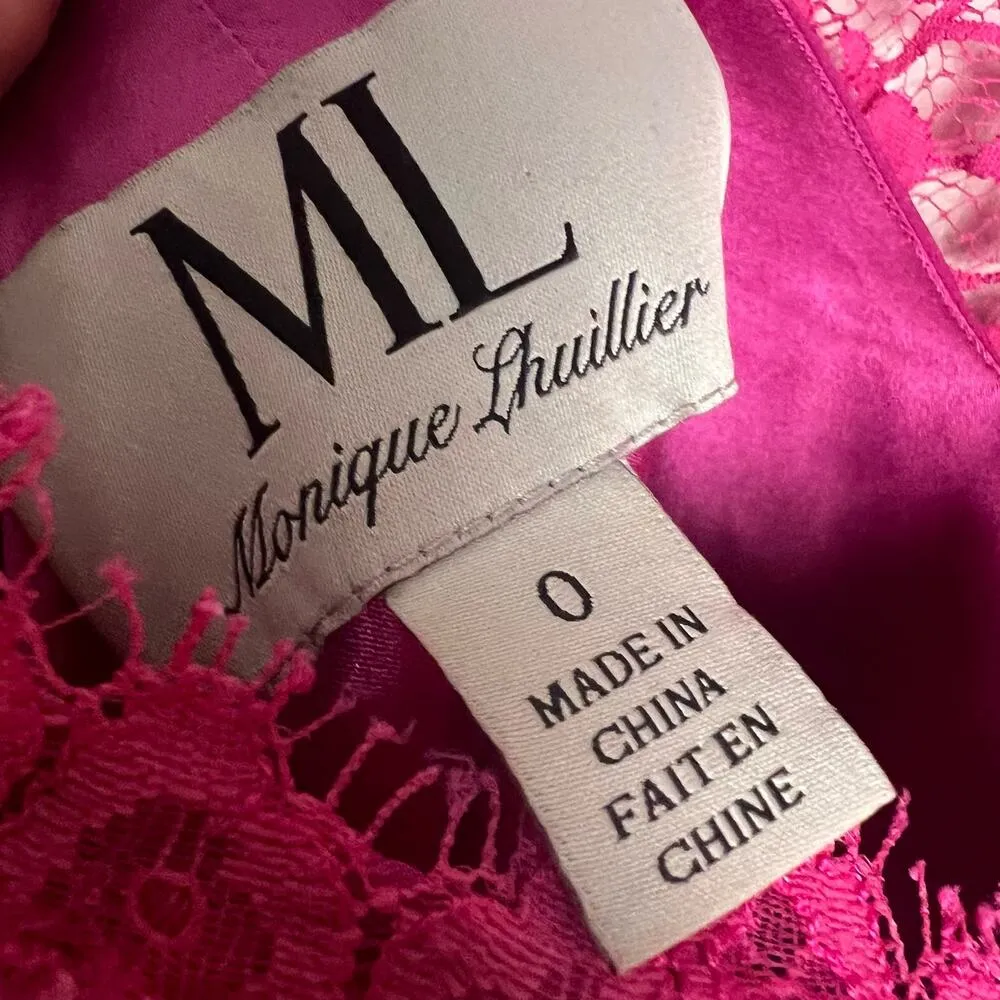 ML
Monique Lhuillier
0
MADE IN
CHINA
FAIT EN
CHINE